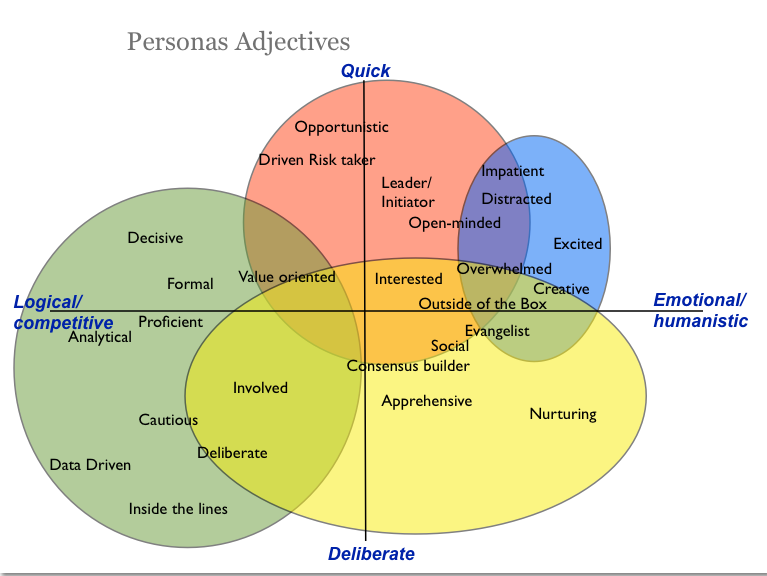 Personas Adjectives
Quick
Opportunistic
Driven Risk taker
Impatient
Leader/
Initiator
Distracted
Open-minded
Decisive
Excited
Overwhelmed
Value oriented
Interested
Formal
Creative
Logical/
competitive
Outside of the Box
Emotional/
humanistic
Proficient
Evangelist
Analytical
Social
Consensus builder
Involved
Apprehensive
Nurturing
Cautious
Deliberate
Data Driven
Inside the lines
Deliberate